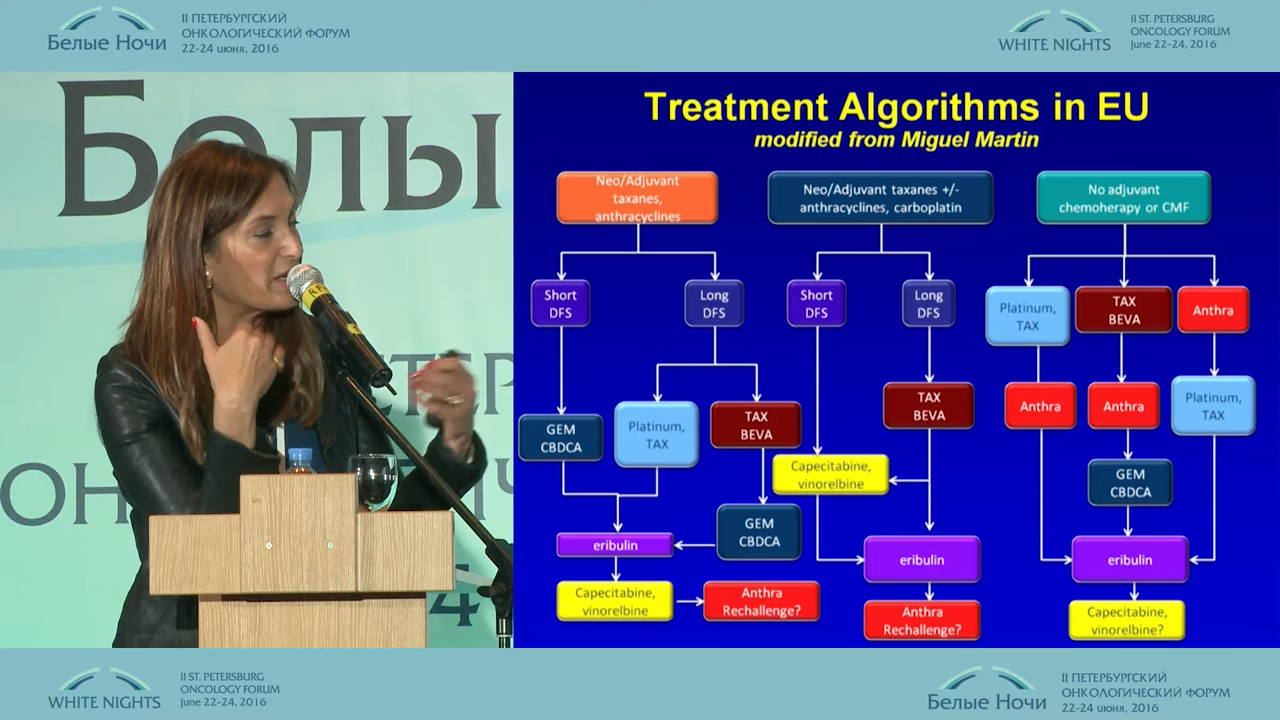 Белые Ночи
II ПЕТЕРБУРГСКИЙ
ОНКОЛОГИЧЕСКИЙ ФОРУМ
22-24 июня, 2016
WHITE NIGHTS
II ST. PETERSBURG
ONCOLOGY FORUM
June 22-24, 2016
Treatment Algorithms in EU
modified from Miguel Martin
Neo/Adjuvant
taxanes,
anthracyclines
Neo/Adjuvant taxanes +/-
anthracyclines, carboplatin
No adjuvant
chemoherapy or CMF
Short
DFS
Long
DFS
Short
DFS
Long
DFS
Platinum,
TAX
TAX
BEVA
Anthra
GEM
CBDCA
Platinum,
TAX
TAX
BEVA
TAX
BEVA
Anthra
Anthra
Platinum,
TAX
Capecitabine,
vinorelbine
GEM
CBDCA
GEM
CBDCA
eribulin
eribulin
eribulin
Capecitabine,
vinorelbine
Anthra
Rechallenge?
Anthra
Rechallenge?
Capecitabine,
vinorelbine?
WHITE NIGHTS
II ST. PETERSBURG
ONCOLOGY FORUM
June 22-24, 2016
Белые Ночи
II ПЕТЕРБУРГСКИЙ
ОНКОЛОГИЧЕСКИЙ ФОРУМ
22-24 июня, 2016